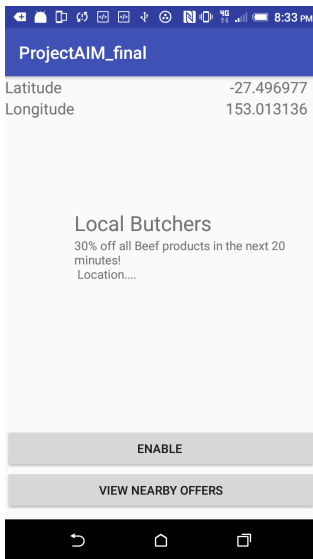 8:33 PM
ProjectAIM_final
Latitude -27.496977
Longitude 153.013136
Local Butchers
30% off all Beef products in the next 20
minutes!
Location....
ENABLE
VIEW NEARBY OFFERS